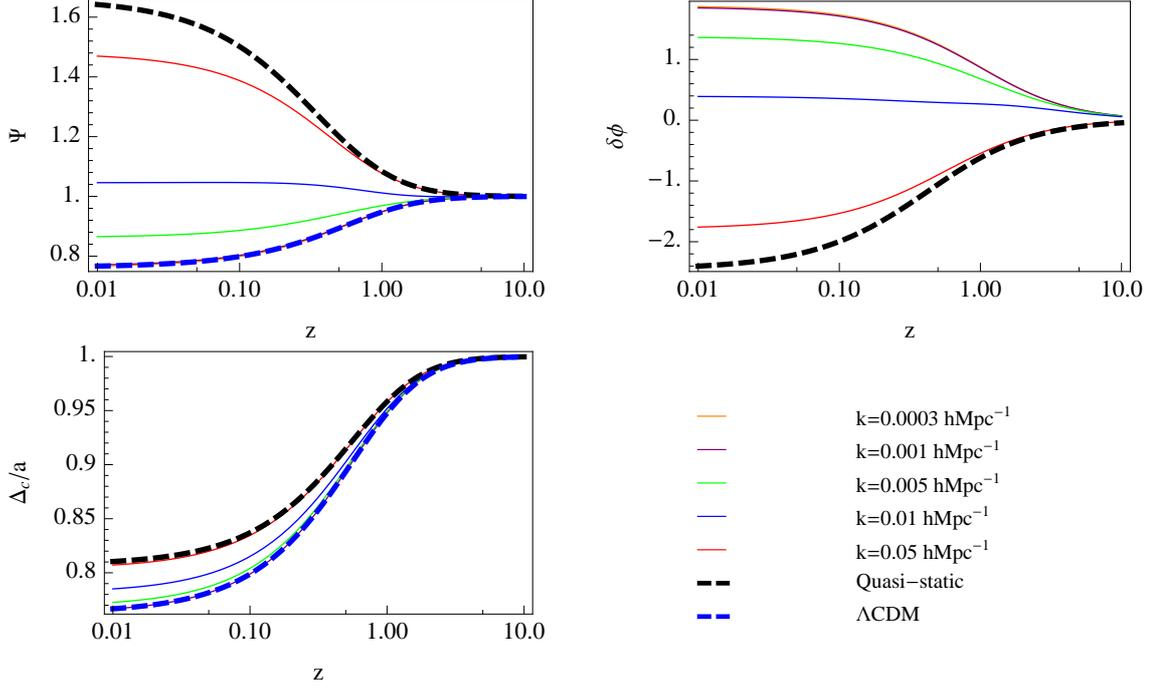 Ψ
1.6
1.4
1.2
1.
0.8
0.01 0.10 1.00 10.0
z
δϕ
1.
0.
−1.
−2.
0.01 0.10 1.00 10.0
z
Δc/a
1.
0.95
0.9
0.85
0.8
0.01 0.10 1.00 10.0
z
k=0.0003 hMpc⁻¹
k=0.001 hMpc⁻¹
k=0.005 hMpc⁻¹
k=0.01 hMpc⁻¹
k=0.05 hMpc⁻¹
Quasi−static
ΛCDM